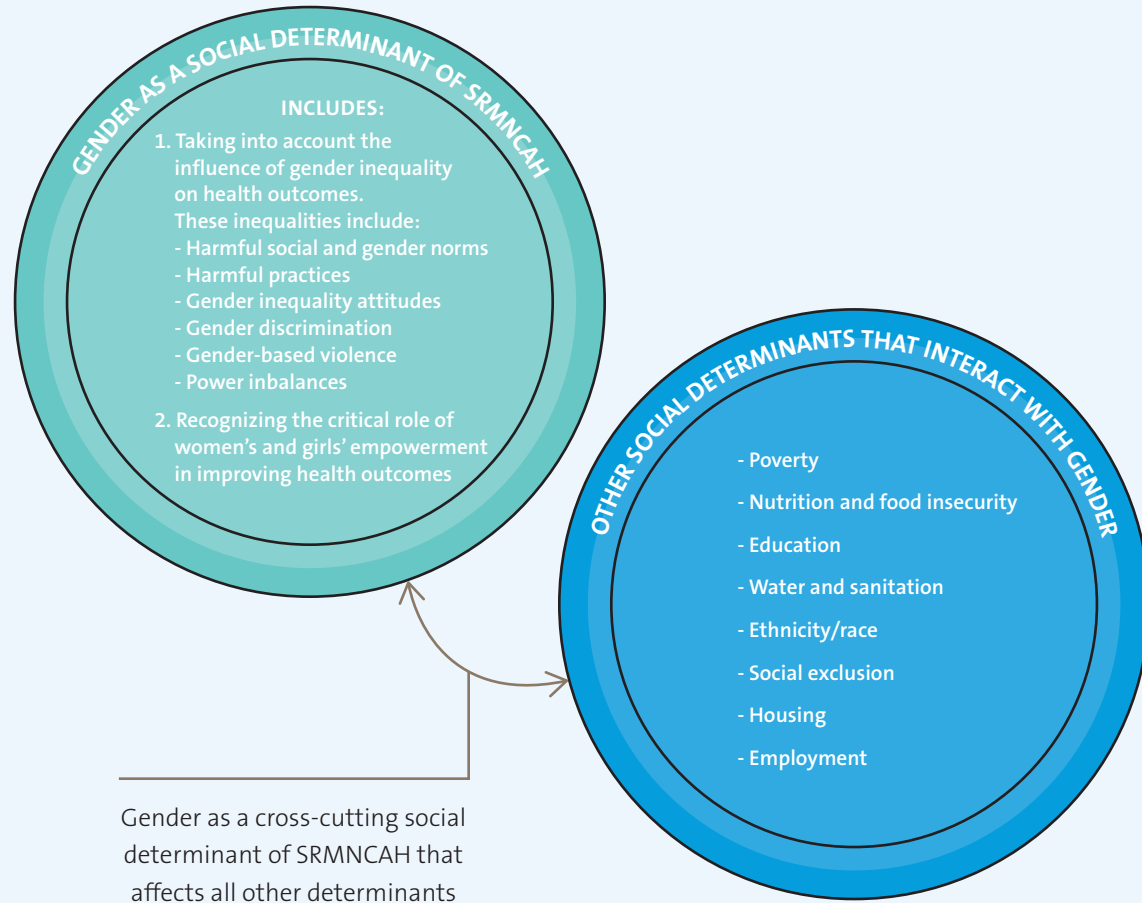 GENDER AS A SOCIAL DETERMINANT OF SRMNCAH
INCLUDES:
1. Taking into account the
influence of gender inequality
on health outcomes.
These inequalities include:
- Harmful social and gender norms
- Harmful practices
- Gender inequality attitudes
- Gender discrimination
- Gender-based violence
- Power inbalances
2. Recognizing the critical role of
women’s and girls’ empowerment
in improving health outcomes
OTHER SOCIAL DETERMINANTS THAT INTERACT WITH GENDER
- Poverty
- Nutrition and food insecurity
- Education
- Water and sanitation
- Ethnicity/race
- Social exclusion
- Housing
- Employment
Gender as a cross-cutting social
determinant of SRMNCAH that
affects all other determinants